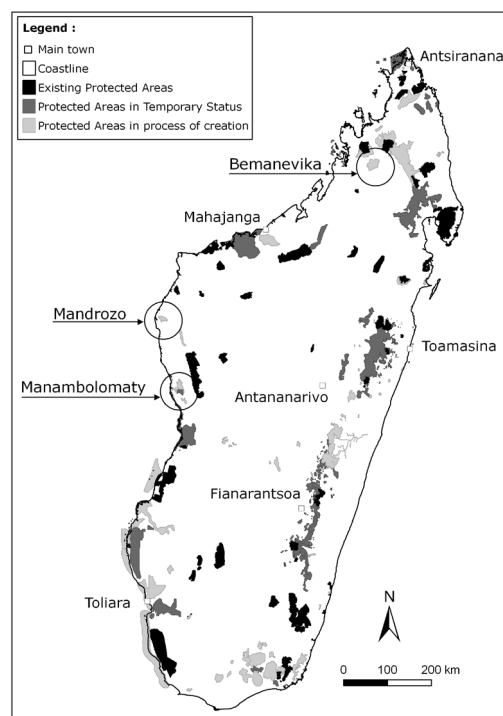 Legend :
Main town
Coastline
Existing Protected Areas
Protected Areas in Temporary Status
Protected Areas in process of creation
Antsiranana
Bemanevika
Mahajanga
Mandrozo
Toamasina
Manambolomaty
Antananarivo
Fianarantsoa
Toliara
N
0 100 200 km